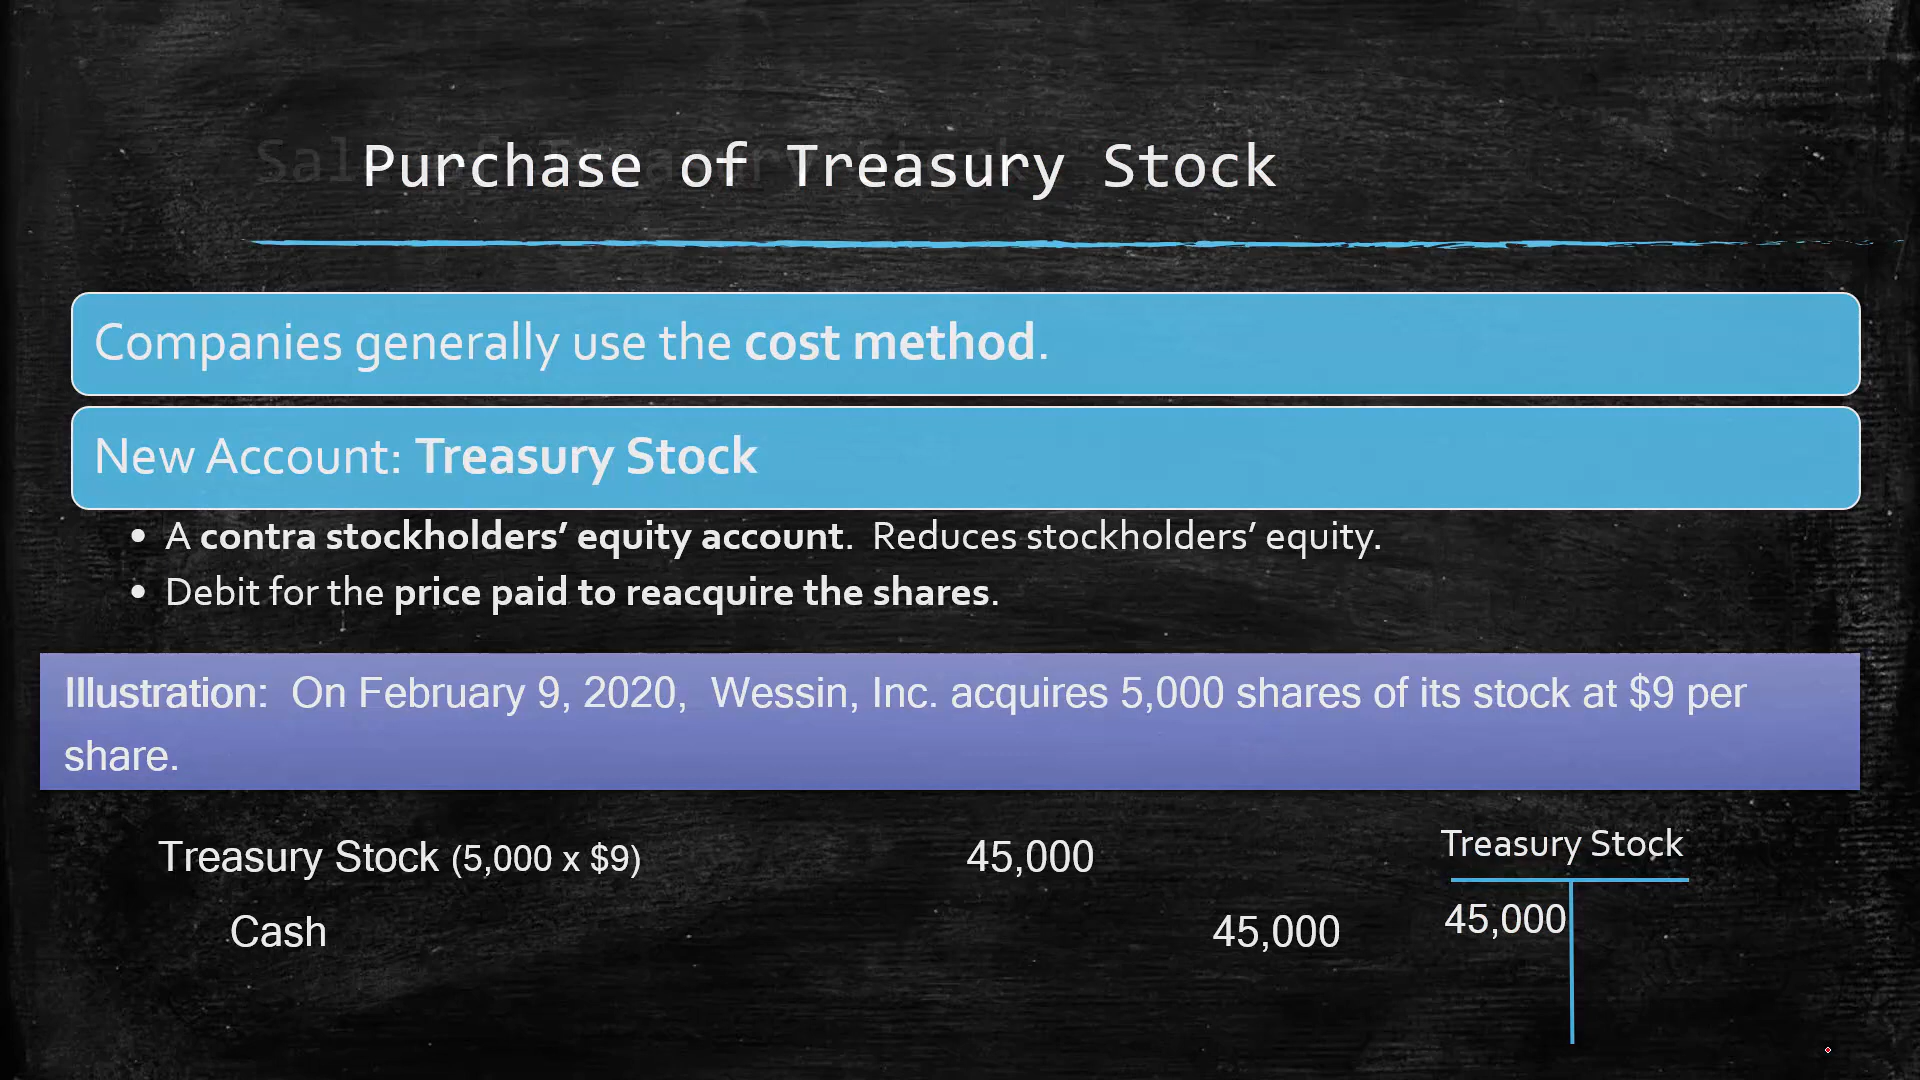 Purchase of Treasury Stock
Companies generally use the cost method.
New Account: Treasury Stock
• A contra stockholders’ equity account. Reduces stockholders’ equity.
• Debit for the price paid to reacquire the shares.
Illustration: On February 9, 2020, Wessin, Inc. acquires 5,000 shares of its stock at $9 per
share.
Treasury Stock (5,000 x $9) 45,000
Cash 45,000
Treasury Stock
45,000